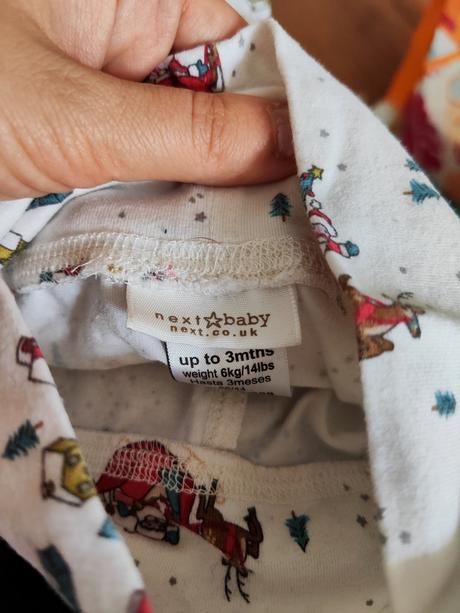 next☆baby
next.co.uk
up to 3mths
weight 6kg/14lbs
Hasta 3meses